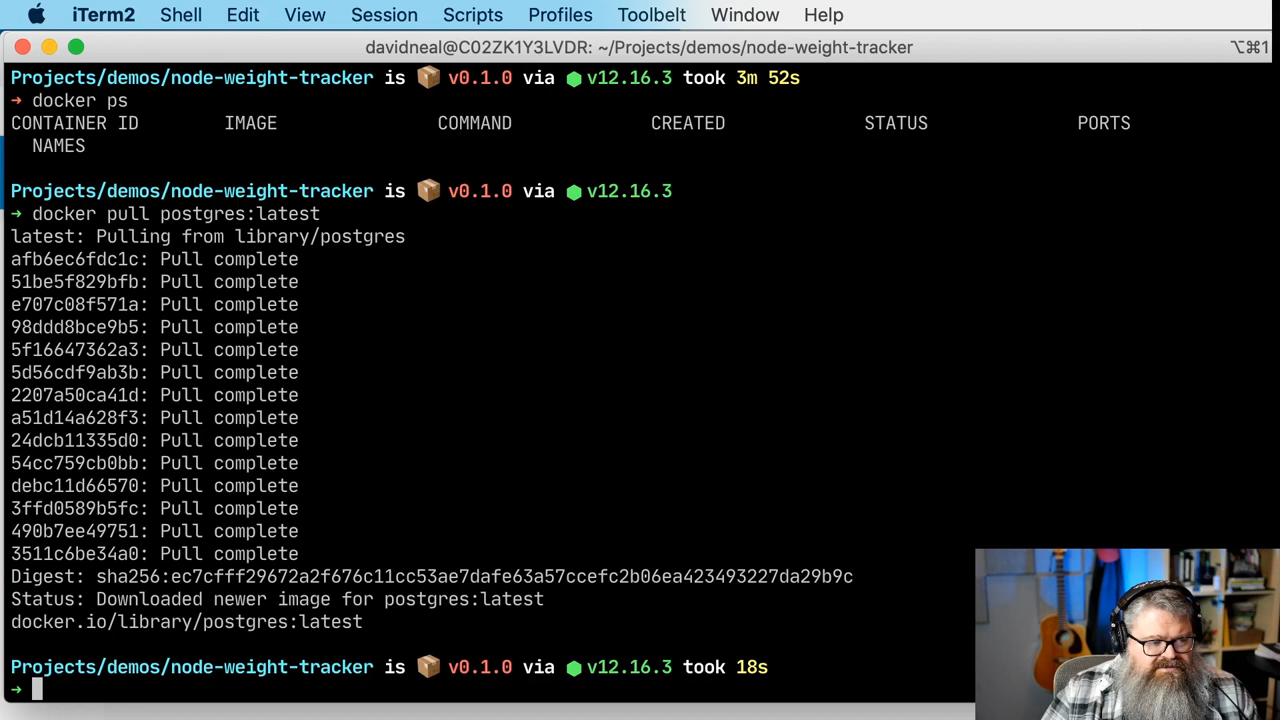 iTerm2 Shell Edit View Session Scripts Profiles Toolbelt Window Help
davidneal@C02ZK1Y3LVDR: ~/Projects/demos/node-weight-tracker ⌥⌘1
Projects/demos/node-weight-tracker is 📦 v0.1.0 via ⬢ v12.16.3 took 3m 52s
➜ docker ps
CONTAINER ID IMAGE COMMAND CREATED STATUS PORTS
NAMES
Projects/demos/node-weight-tracker is 📦 v0.1.0 via ⬢ v12.16.3
➜ docker pull postgres:latest
latest: Pulling from library/postgres
afb6ec6fdc1c: Pull complete
51be5f829bfb: Pull complete
e707c08f571a: Pull complete
98ddd8bce9b5: Pull complete
5f16647362a3: Pull complete
5d56cdf9ab3b: Pull complete
2207a50ca41d: Pull complete
a51d14a628f3: Pull complete
24dcb11335d0: Pull complete
54cc759cb0bb: Pull complete
debc11d66570: Pull complete
3ffd0589b5fc: Pull complete
490b7ee49751: Pull complete
3511c6be34a0: Pull complete
Digest: sha256:ec7cfff29672a2f676c11cc53ae7dafe63a57ccefc2b06ea423493227da29b9c
Status: Downloaded newer image for postgres:latest
docker.io/library/postgres:latest
Projects/demos/node-weight-tracker is 📦 v0.1.0 via ⬢ v12.16.3 took 18s
➜